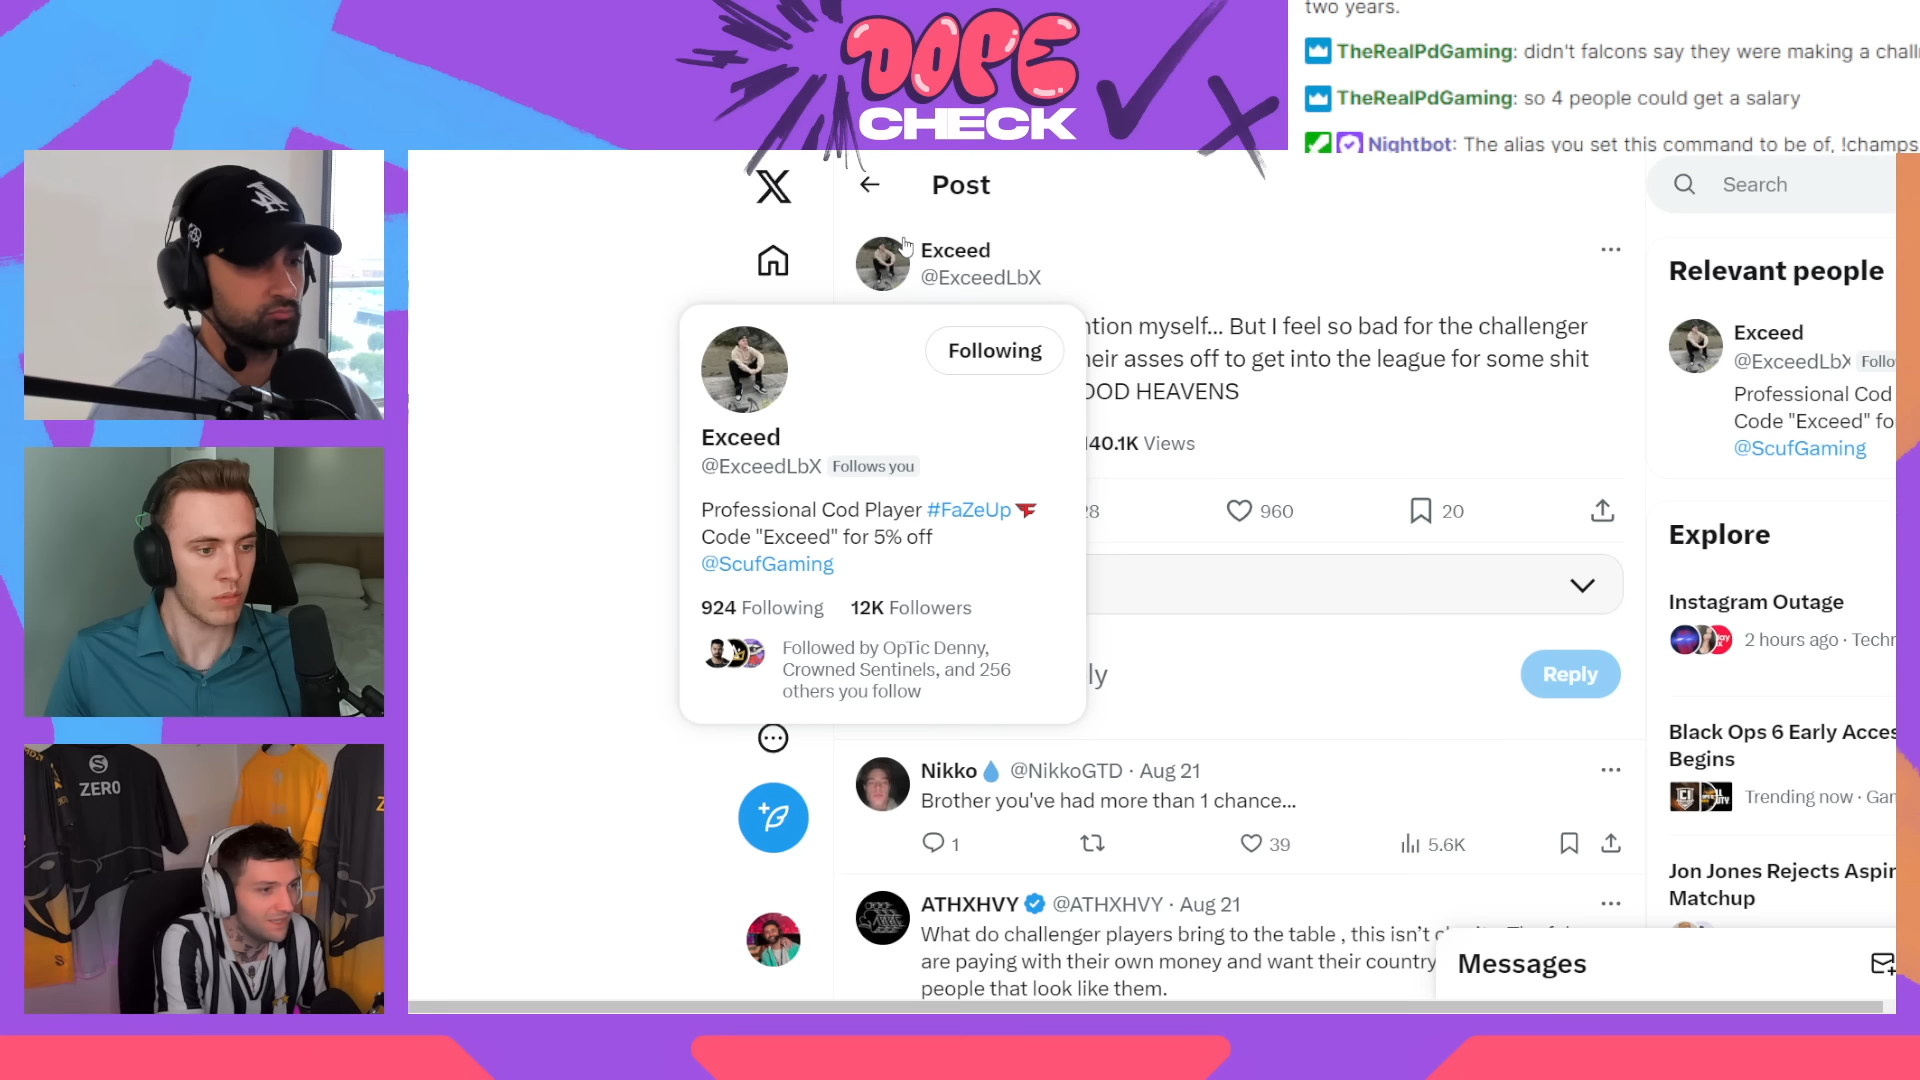 DOPE
CHECK
two years.
TheRealPdGaming: didn't falcons say they were making a chall
TheRealPdGaming: so 4 people could get a salary
Nightbot: The alias you set this command to be of, !champs
Post
Search
Exceed
@ExceedLbX
ntion myself... But I feel so bad for the challenger
heir asses off to get into the league for some shit
OOD HEAVENS
140.1K Views
28
960
20
Following
Exceed
@ExceedLbX Follows you
Professional Cod Player #FaZeUp
Code "Exceed" for 5% off
@ScufGaming
924 Following 12K Followers
Followed by OpTic Denny,
Crowned Sentinels, and 256
others you follow
ly
Reply
Nikko @NikkoGTD · Aug 21
Brother you've had more than 1 chance...
1
39
5.6K
ATHXHVY @ATHXHVY · Aug 21
What do challenger players bring to the table , this isn't
are paying with their own money and want their country
people that look like them.
Relevant people
Exceed
@ExceedLbX Follo
Professional Cod
Code "Exceed" fo
@ScufGaming
Explore
Instagram Outage
2 hours ago · Techn
Black Ops 6 Early Acces
Begins
Trending now · Gan
Jon Jones Rejects Aspin
Matchup
Messages
ZERO